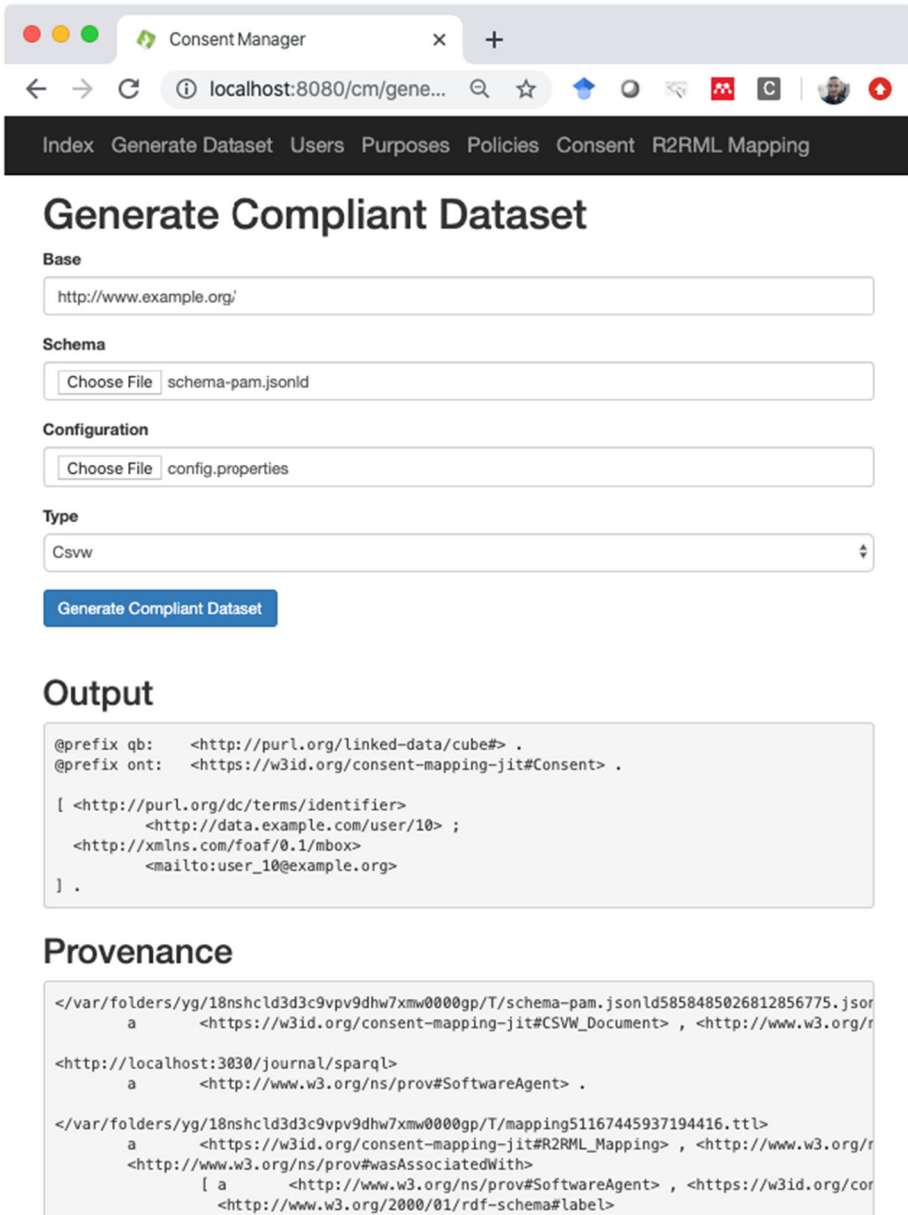 Consent Manager
localhost:8080/cm/gene...
C
Index Generate Dataset Users Purposes Policies Consent R2RML Mapping
Generate Compliant Dataset
Base
http://www.example.org/
Schema
Choose File schema-pam.jsonld
Configuration
Choose File config.properties
Type
Csvw
Generate Compliant Dataset
Output
@prefix qb: <http://purl.org/linked-data/cube#> .
@prefix ont: <https://w3id.org/consent-mapping-jit#Consent> .
[ <http://purl.org/dc/terms/identifier>
<http://data.example.com/user/10> ;
<http://xmlns.com/foaf/0.1/mbox>
<mailto:user_10@example.org>
] .
Provenance
</var/folders/yg/18nshcld3d3c9vpv9dhw7xmw0000gp/T/schema-pam.jsonld5858485026812856775.jsor
a <https://w3id.org/consent-mapping-jit#CSVW_Document> , <http://www.w3.org/r
<http://localhost:3030/journal/sparql>
a <http://www.w3.org/ns/prov#SoftwareAgent> .
</var/folders/yg/18nshcld3d3c9vpv9dhw7xmw0000gp/T/mapping51167445937194416.ttl>
a <https://w3id.org/consent-mapping-jit#R2RML_Mapping> , <http://www.w3.org/r
<http://www.w3.org/ns/prov#wasAssociatedWith>
[ a <http://www.w3.org/ns/prov#SoftwareAgent> , <https://w3id.org/cor
<http://www.w3.org/2000/01/rdf-schema#label>